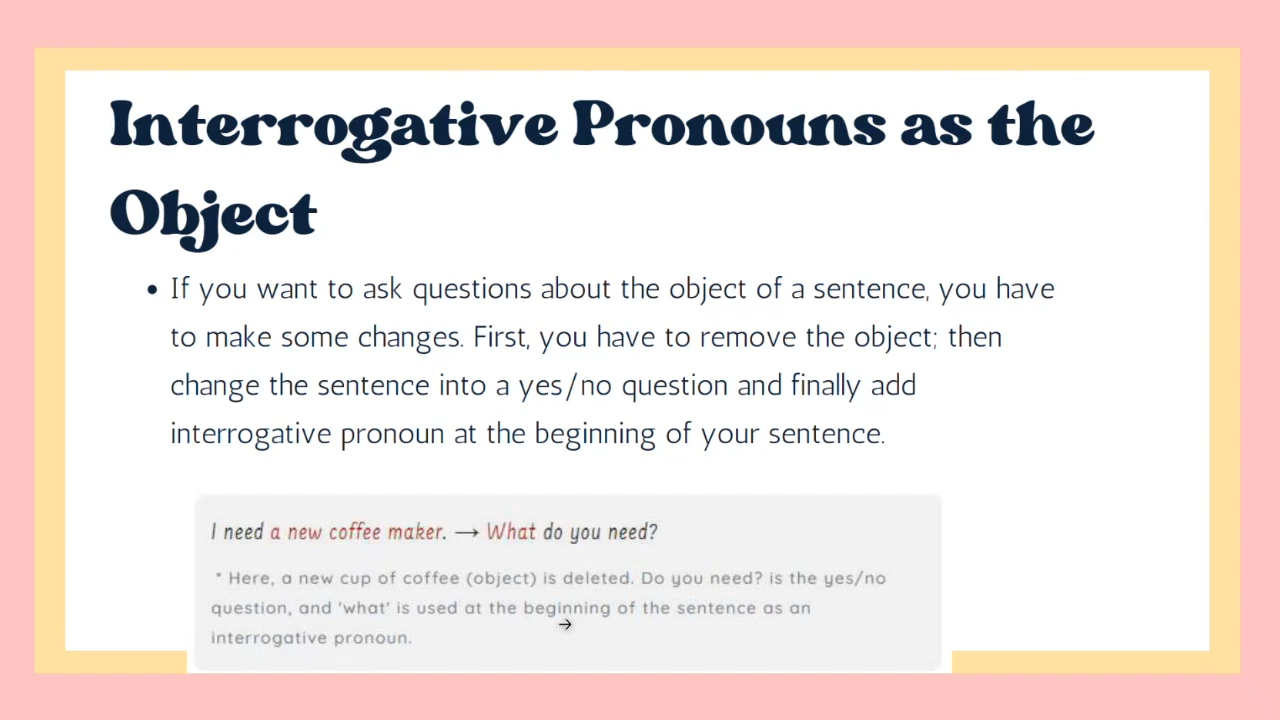 Interrogative Pronouns as the
Object
• If you want to ask questions about the object of a sentence, you have
to make some changes. First, you have to remove the object; then
change the sentence into a yes/no question and finally add
interrogative pronoun at the beginning of your sentence.
I need a new coffee maker. → What do you need?
* Here, a new cup of coffee (object) is deleted. Do you need? is the yes/no
question, and 'what' is used at the beginning of the sentence as an
interrogative pronoun.